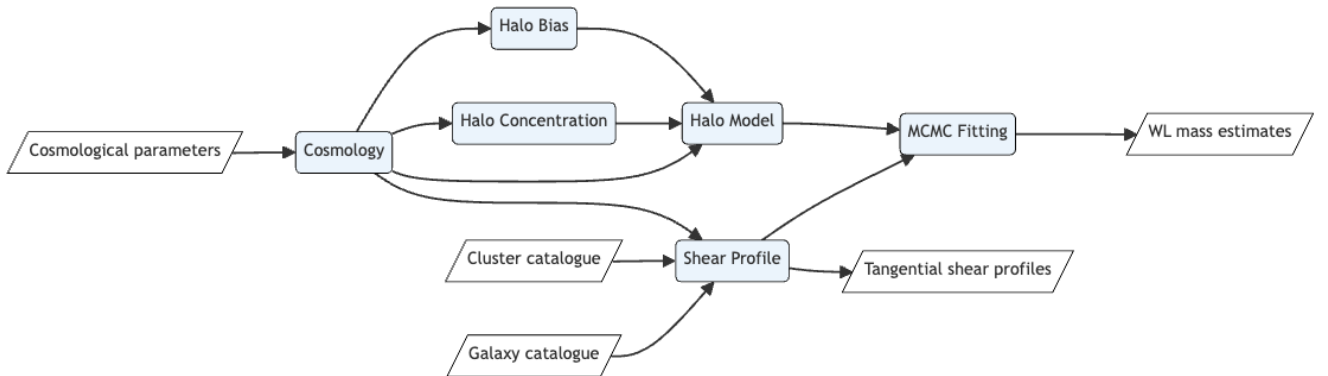 Halo Bias
Halo Concentration
Halo Model
MCMC Fitting
WL mass estimates
Cosmological parameters
Cosmology
Cluster catalogue
Shear Profile
Tangential shear profiles
Galaxy catalogue